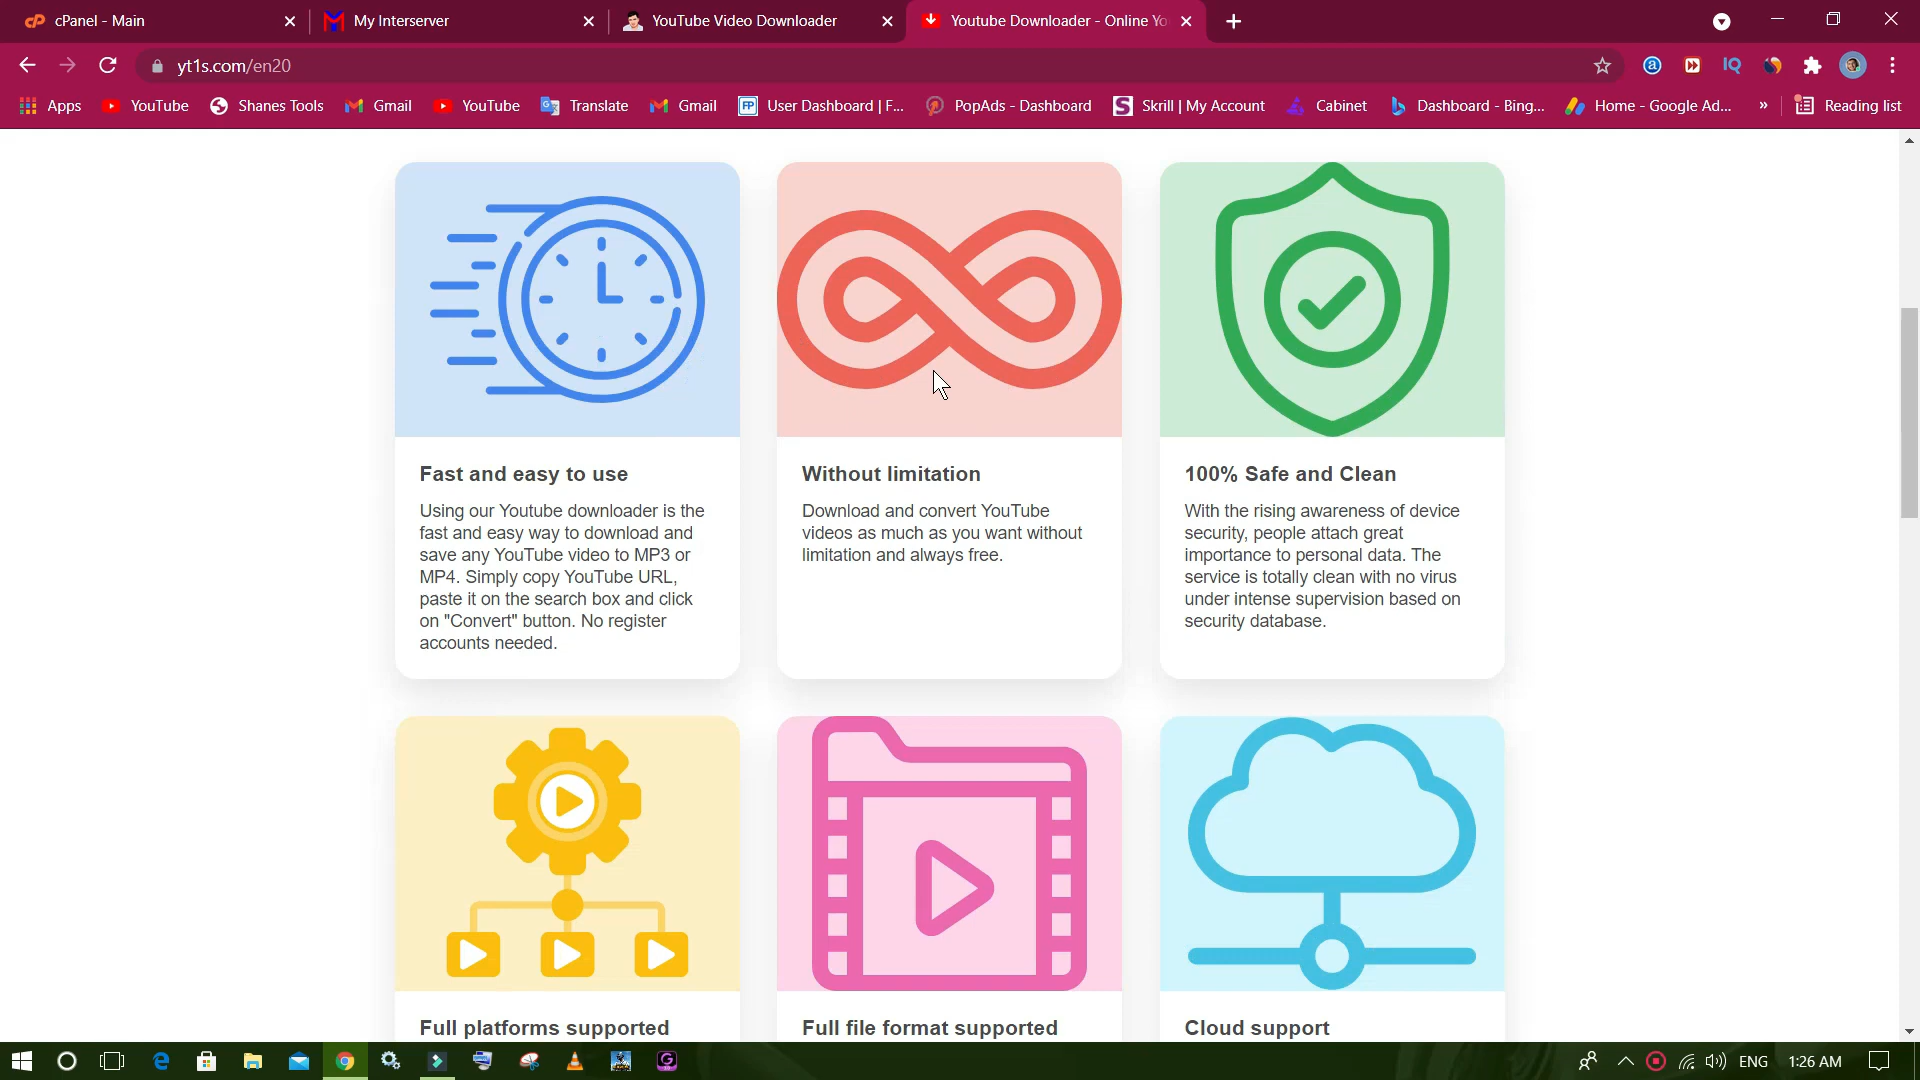 cPanel - Main
My Interserver
YouTube Video Downloader
Youtube Downloader - Online Yo
yt1s.com/en20
Apps
YouTube
Shanes Tools
Gmail
YouTube
Translate
Gmail
User Dashboard | F...
PopAds - Dashboard
Skrill | My Account
Cabinet
Dashboard - Bing...
Home - Google Ad...
»
Reading list
Fast and easy to use
Using our Youtube downloader is the
fast and easy way to download and
save any YouTube video to MP3 or
MP4. Simply copy YouTube URL,
paste it on the search box and click
on "Convert" button. No register
accounts needed.
Without limitation
Download and convert YouTube
videos as much as you want without
limitation and always free.
100% Safe and Clean
With the rising awareness of device
security, people attach great
importance to personal data. The
service is totally clean with no virus
under intense supervision based on
security database.
Full platforms supported
Full file format supported
Cloud support
ENG
1:26 AM